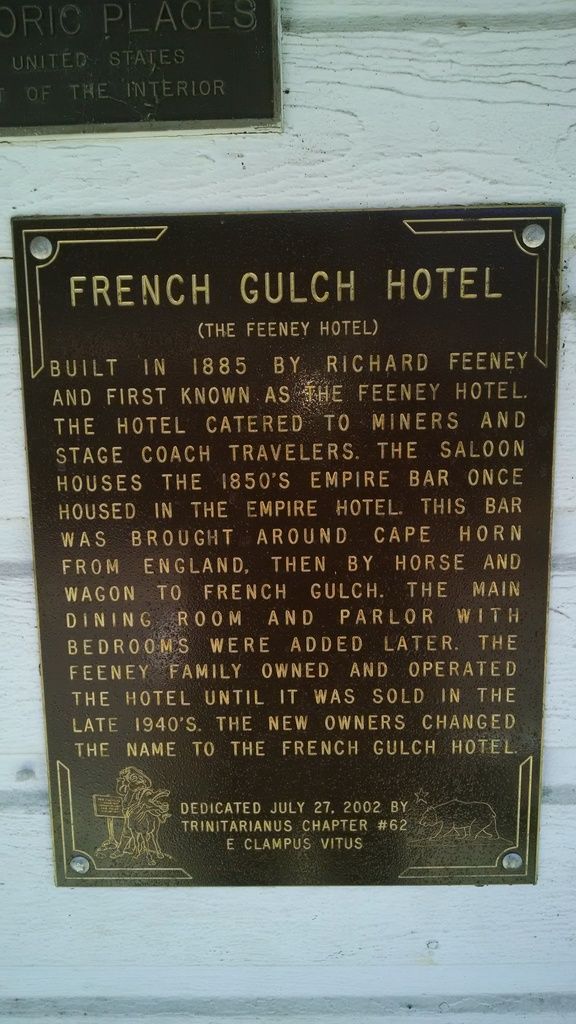 ORIC PLACES
UNITED STATES
OF THE INTERIOR
FRENCH GULCH HOTEL
(THE FEENEY HOTEL)
BUILT IN 1885 BY RICHARD FEENEY
AND FIRST KNOWN AS THE FEENEY HOTEL.
THE HOTEL CATERED TO MINERS AND
STAGE COACH TRAVELERS. THE SALOON
HOUSES THE 1850'S EMPIRE BAR ONCE
HOUSED IN THE EMPIRE HOTEL. THIS BAR
WAS BROUGHT AROUND CAPE HORN
FROM ENGLAND, THEN BY HORSE AND
WAGON TO FRENCH GULCH. THE MAIN
DINING ROOM AND PARLOR WITH
BEDROOMS WERE ADDED LATER. THE
FEENEY FAMILY OWNED AND OPERATED
THE HOTEL UNTIL IT WAS SOLD IN THE
LATE 1940'S. THE NEW OWNERS CHANGED
THE NAME TO THE FRENCH GULCH HOTEL.
DEDICATED JULY 27, 2002 BY
TRINITARIANUS CHAPTER #62
E CLAMPUS VITUS